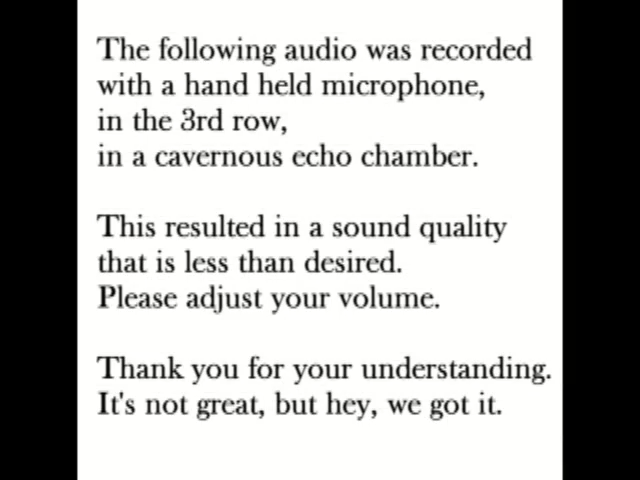 The following audio was recorded
with a hand held microphone,
in the 3rd row,
in a cavernous echo chamber.
This resulted in a sound quality
that is less than desired.
Please adjust your volume.
Thank you for your understanding.
It's not great, but hey, we got it.